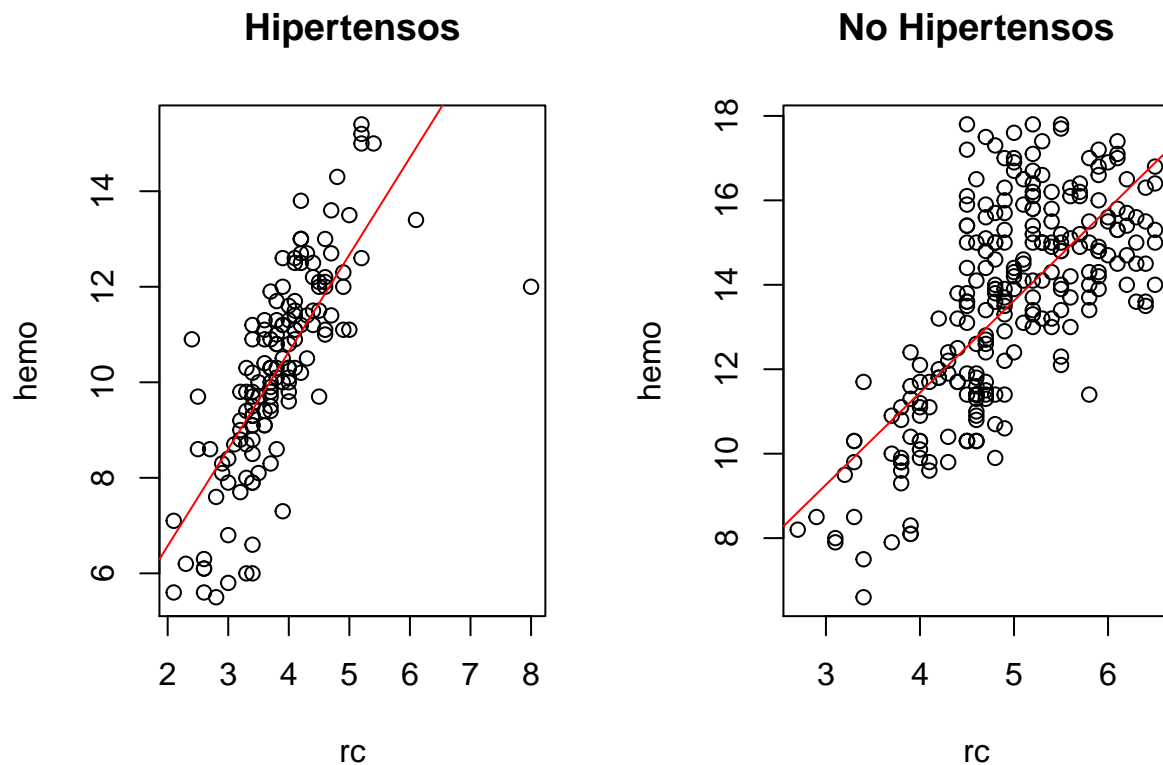 Hipertensos
No Hipertensos
hemo
6 8 10 12 14
2 3 4 5 6 7 8
rc
hemo
8 10 12 14 16 18
3 4 5 6
rc